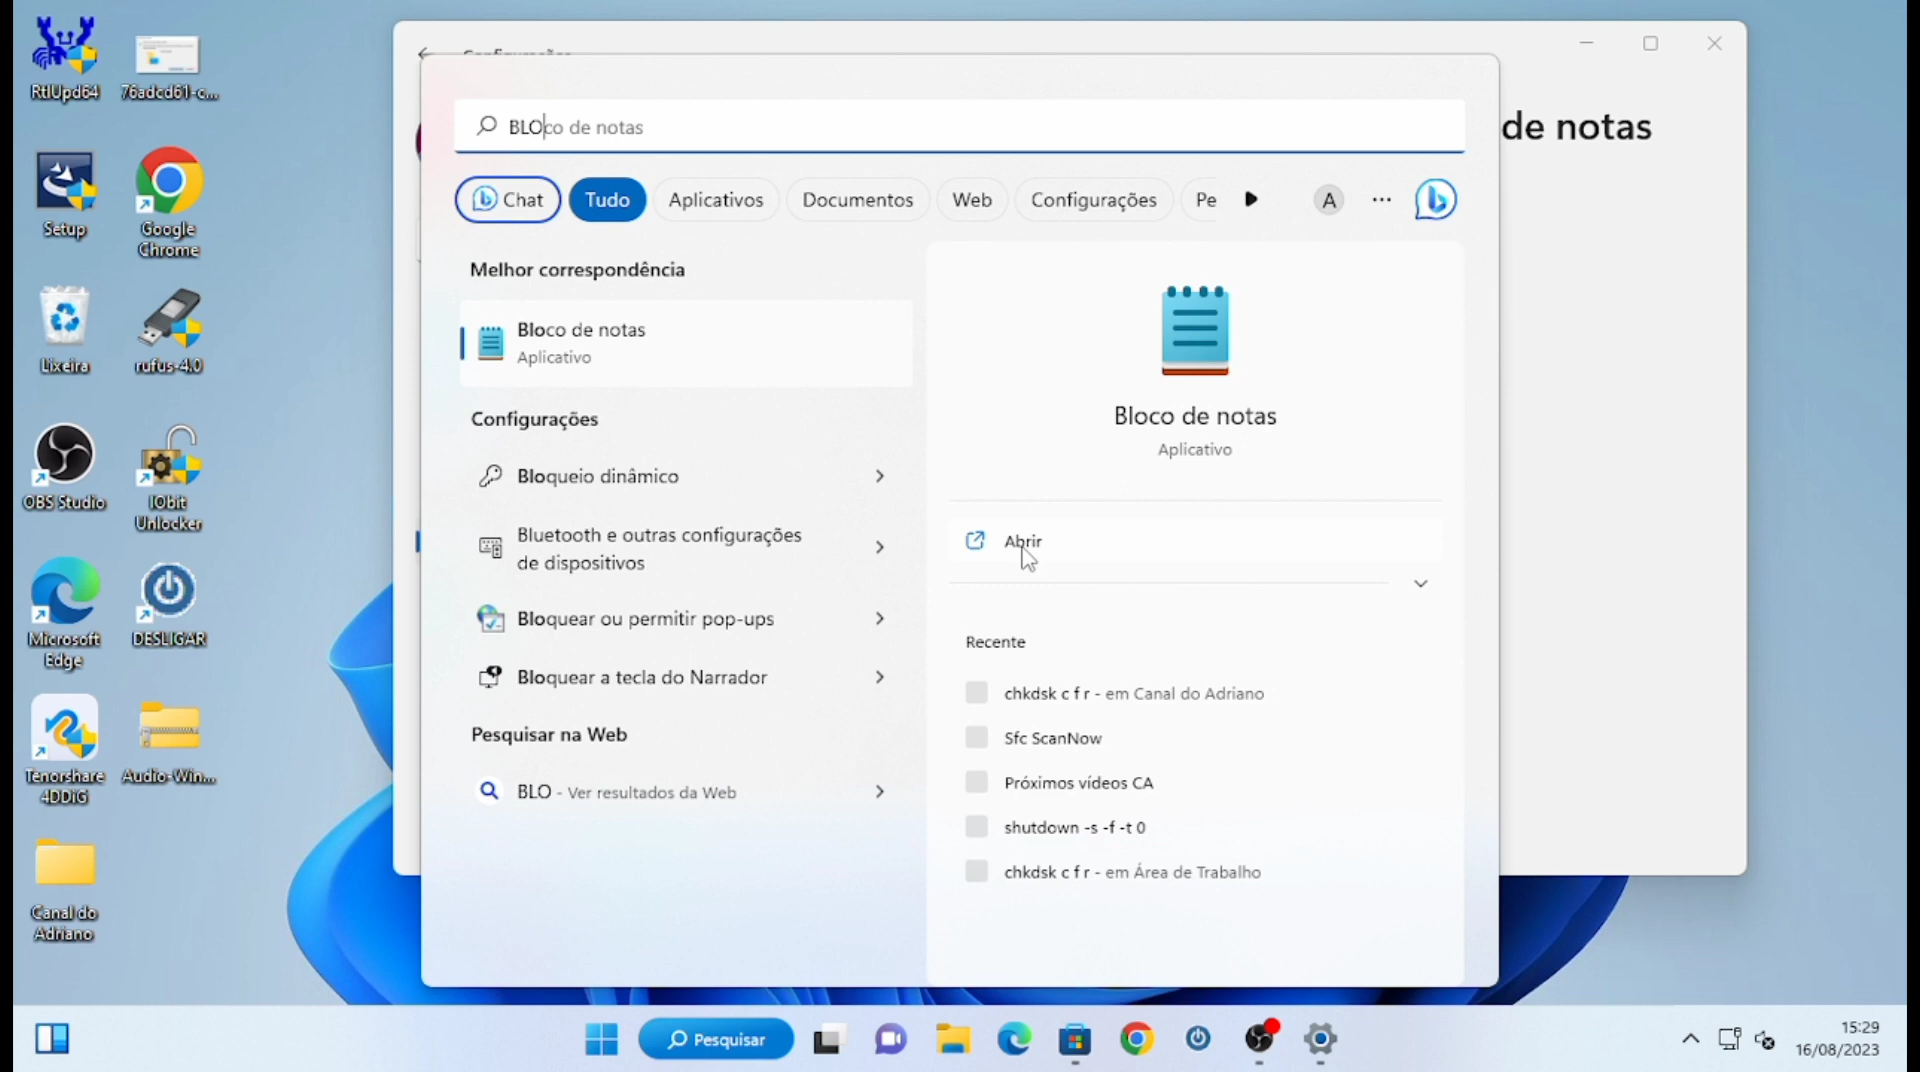 RtlUpd64
76adcd61-c...
Setup
Google
Chrome
Lixeira
rufus-4.0
OBS Studio
IObit
Unlocker
Microsoft
Edge
DESLIGAR
Tenorshare
4DDiG
Audio-Win...
Canal do
Adriano
de notas
BLOco de notas
Chat
Tudo
Aplicativos
Documentos
Web
Configurações
Pe
A
Melhor correspondência
Bloco de notas
Aplicativo
Configurações
Bloqueio dinâmico
Bluetooth e outras configurações
de dispositivos
Bloquear ou permitir pop-ups
Bloquear a tecla do Narrador
Pesquisar na Web
BLO - Ver resultados da Web
Bloco de notas
Aplicativo
Abrir
Recente
chkdsk c f r - em Canal do Adriano
Sfc ScanNow
Próximos vídeos CA
shutdown -s -f -t 0
chkdsk c f r - em Área de Trabalho
Pesquisar
15:29
16/08/2023